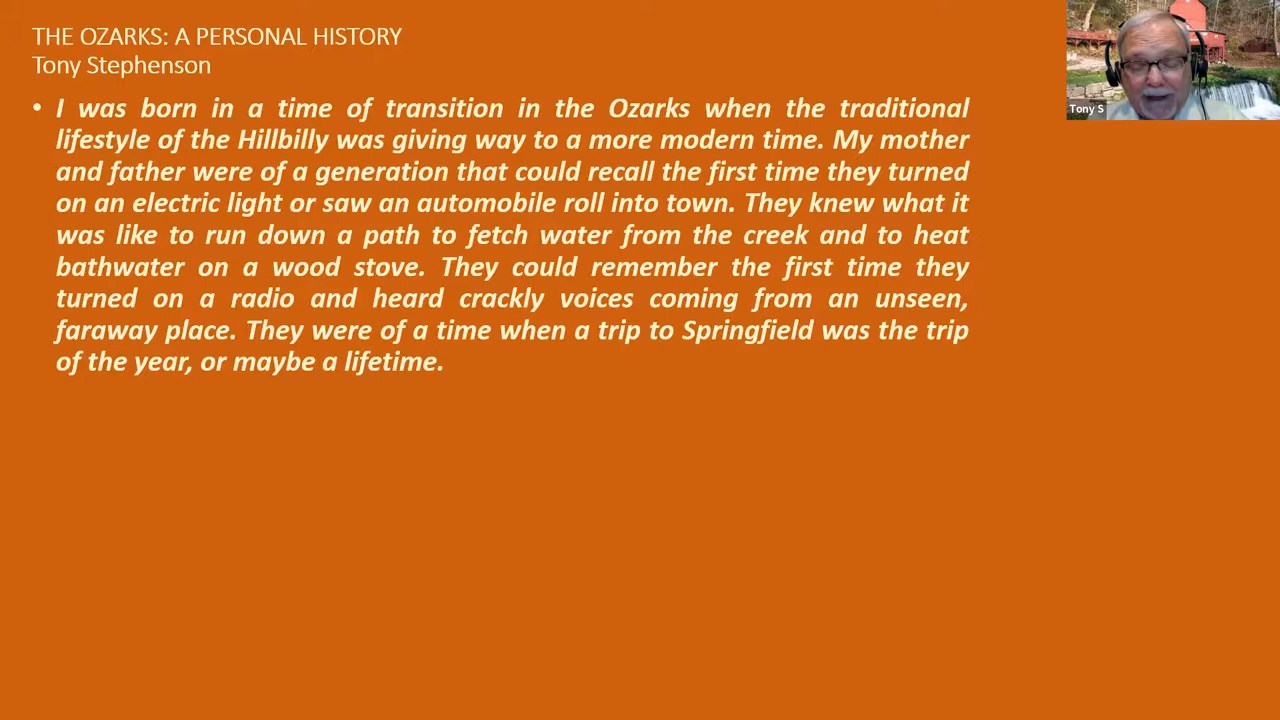 THE OZARKS: A PERSONAL HISTORY
Tony Stephenson
• I was born in a time of transition in the Ozarks when the traditional
lifestyle of the Hillbilly was giving way to a more modern time. My mother
and father were of a generation that could recall the first time they turned
on an electric light or saw an automobile roll into town. They knew what it
was like to run down a path to fetch water from the creek and to heat
bathwater on a wood stove. They could remember the first time they
turned on a radio and heard crackly voices coming from an unseen,
faraway place. They were of a time when a trip to Springfield was the trip
of the year, or maybe a lifetime.
Tony S